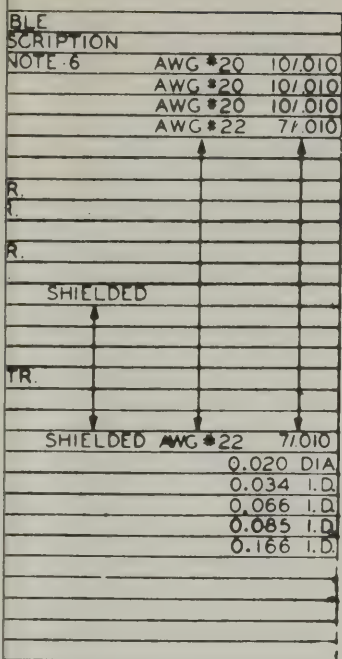 BLE
SCRIPTION
NOTE 6 AWG #20 10/.010
AWG #20 10/.010
AWG #20 10/.010
AWG #22 7/.010
R.
R.
R.
SHIELDED
TR.
SHIELDED AWG #22 7/.010
0.020 DIA
0.034 I.D.
0.066 I.D.
0.085 I.D.
0.166 I.D.